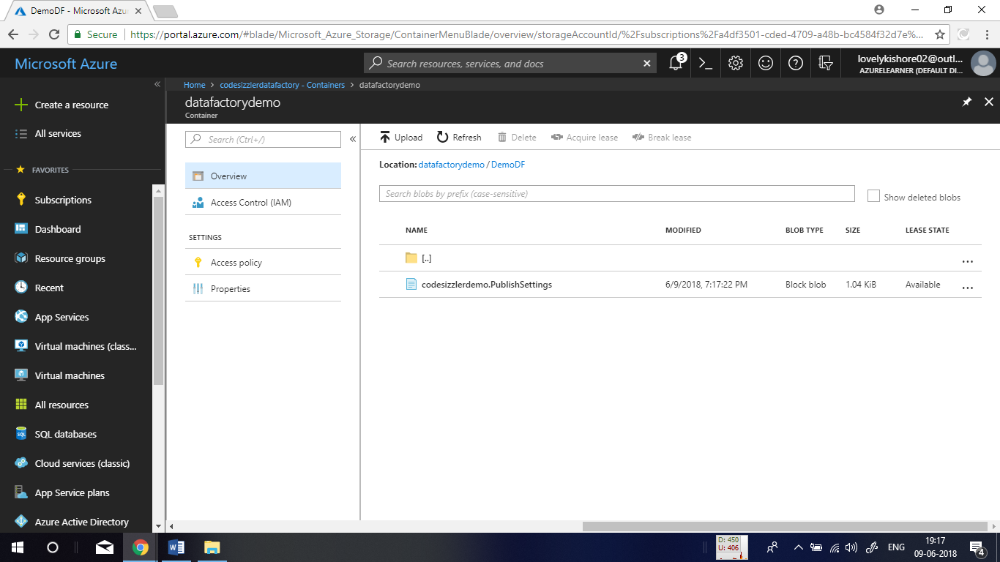 DemoDF - Microsoft Azu
Secure
https://portal.azure.com/#blade/Microsoft_Azure_Storage/ContainerMenuBlade/overview/storageAccountId/%2Fsubscriptions%2Fa4df3501-cded-4709-a48b-bc4584f32d7e%...
Microsoft Azure
Search resources, services, and docs
3
lovelykishore02@outl...
AZURELEARNER (DEFAULT DI...
Create a resource
All services
FAVORITES
Subscriptions
Dashboard
Resource groups
Recent
App Services
Virtual machines (class...
Virtual machines
All resources
SQL databases
Cloud services (classic)
App Service plans
Azure Active Directory
Home > codesizzlerdatafactory - Containers > datafactorydemo
datafactorydemo
Container
Search (Ctrl+/)
Overview
Access Control (IAM)
SETTINGS
Access policy
Properties
Upload Refresh Delete Acquire lease Break lease
Location: datafactorydemo / DemoDF
Search blobs by prefix (case-sensitive)
Show deleted blobs
NAME MODIFIED BLOB TYPE SIZE LEASE STATE
[..] ...
codesizzlerdemo.PublishSettings 6/9/2018, 7:17:22 PM Block blob 1.04 KiB Available ...
D: 450
U: 406
ENG
19:17
09-06-2018
4